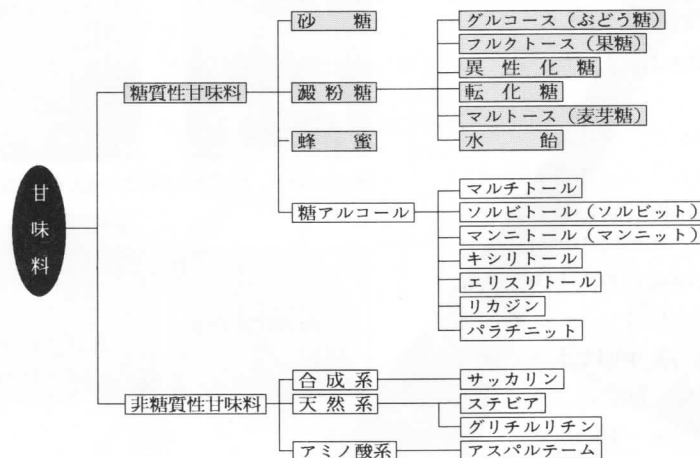 甘味料
糖質性甘味料
砂糖
澱粉糖
グルコース（ぶどう糖）
フルクトース（果糖）
異性化糖
転化糖
マルトース（麦芽糖）
水飴
蜂蜜
糖アルコール
マルチトール
ソルビトール（ソルビット）
マンニトール（マンニット）
キシリトール
エリスリトール
リカジン
パラチニット
非糖質性甘味料
合成系
サッカリン
天然系
ステビア
グリチルリチン
アミノ酸系
アスパルテーム